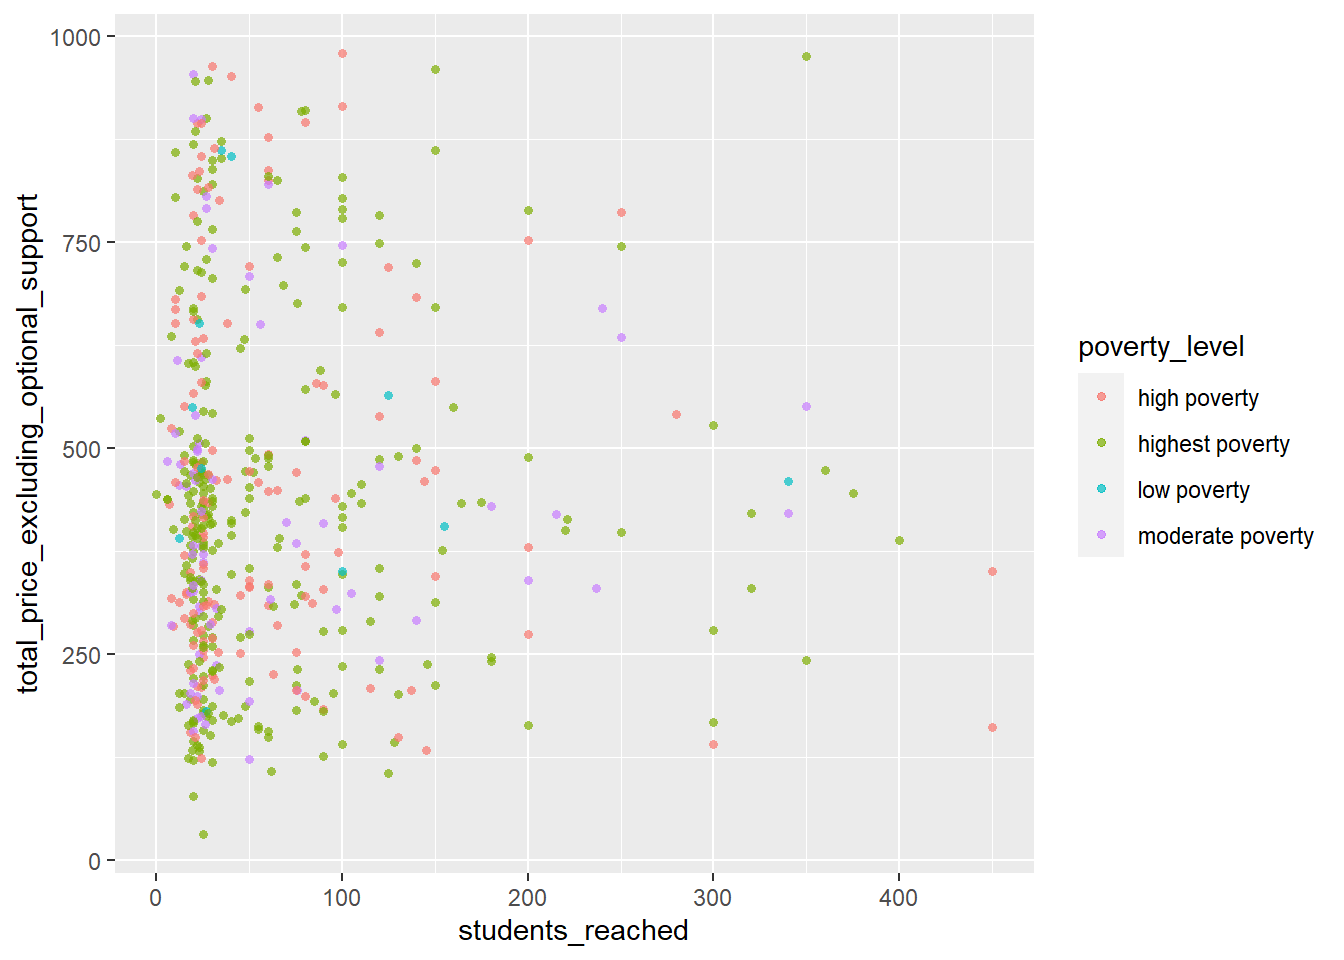 total_price_excluding_optional_support
1000
750
500
250
0
0 100 200 300 400
students_reached
poverty_level
high poverty
highest poverty
low poverty
moderate poverty